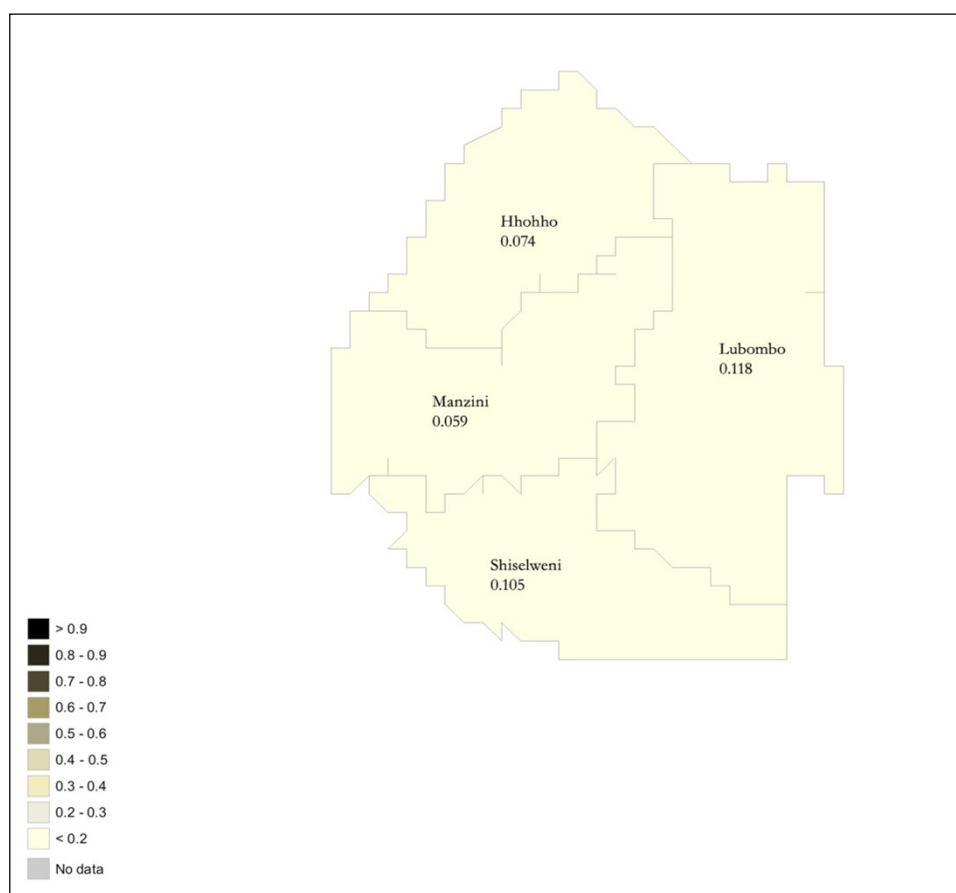 Hhohho
0.074
Lubombo
0.118
Manzini
0.059
Shiselweni
0.105
> 0.9
0.8 - 0.9
0.7 - 0.8
0.6 - 0.7
0.5 - 0.6
0.4 - 0.5
0.3 - 0.4
0.2 - 0.3
< 0.2
No data